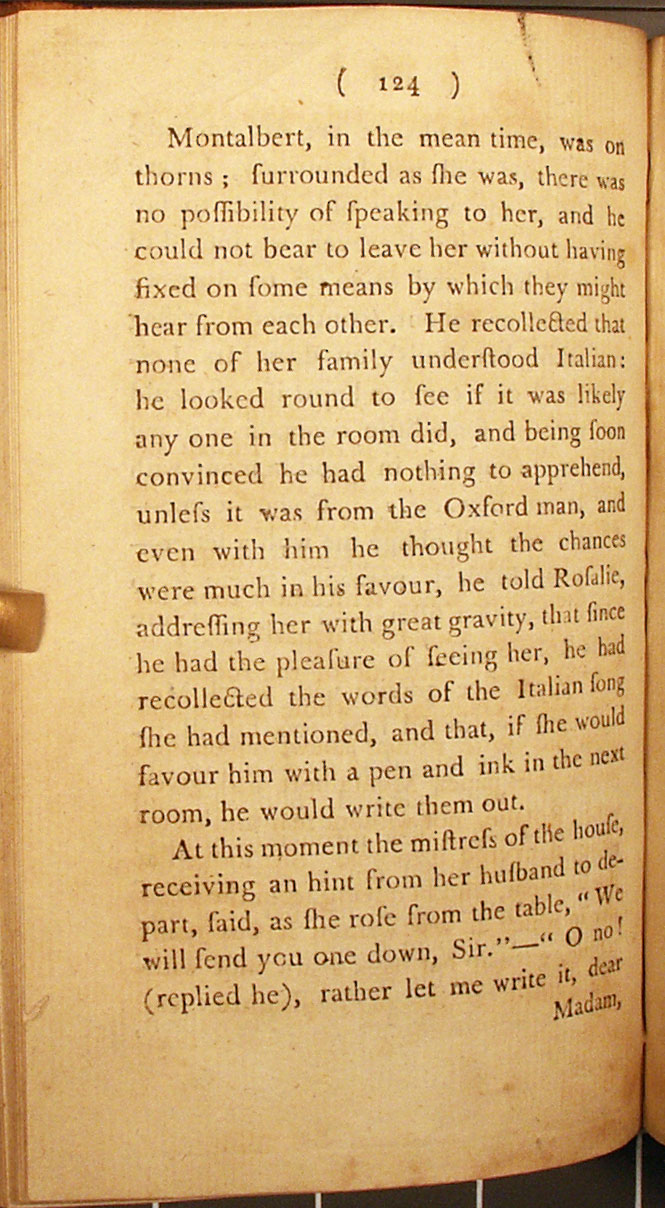 ( 124 )
Montalbert, in the mean time, was on
thorns ; ſurrounded as ſhe was, there was
no poſſibility of ſpeaking to her, and he
could not bear to leave her without having
fixed on ſome means by which they might
hear from each other. He recollected that
none of her family underſtood Italian:
he looked round to ſee if it was likely
any one in the room did, and being ſoon
convinced he had nothing to apprehend,
unleſs it was from the Oxford man, and
even with him he thought the chances
were much in his favour, he told Roſalie,
addreſſing her with great gravity, that ſince
he had the pleaſure of ſeeing her, he had
recollected the words of the Italian ſong
ſhe had mentioned, and that, if ſhe would
favour him with a pen and ink in the next
room, he would write them out.
At this moment the miſtreſs of the houſe,
receiving an hint from her huſband to de-
part, ſaid, as ſhe roſe from the table, “ We
will ſend you one down, Sir.”—“ O no!
(replied he), rather let me write it, dear
Madam,